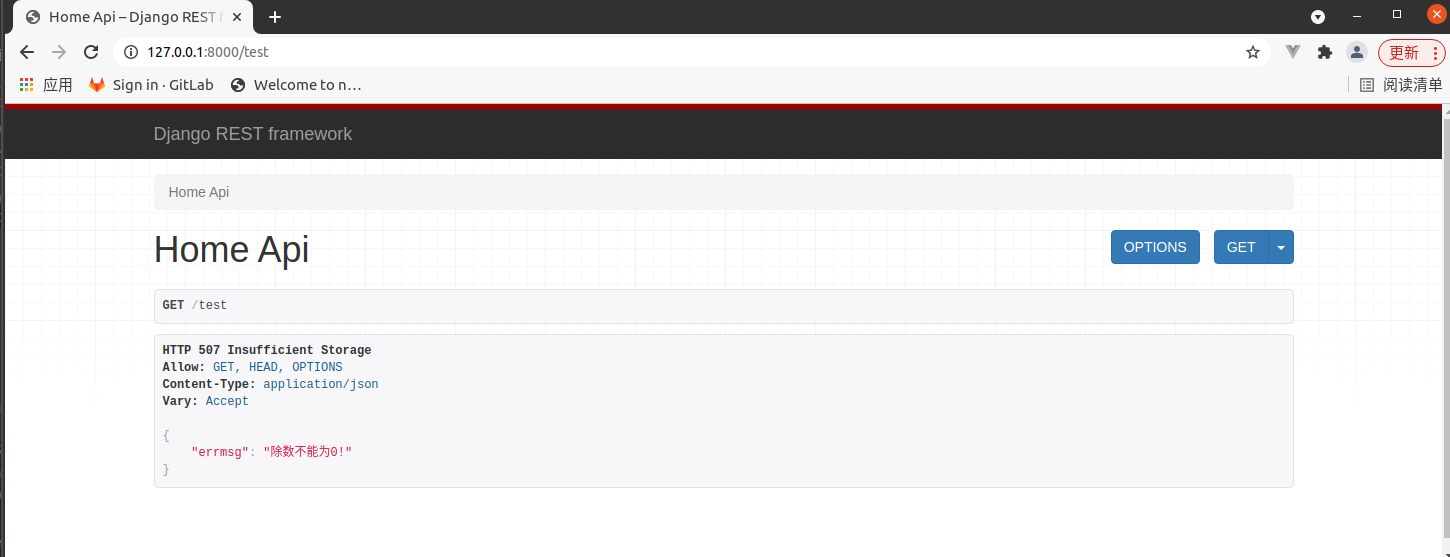 Home Api – Django REST f
127.0.0.1:8000/test
更新
应用
Sign in · GitLab
Welcome to n…
阅读清单
Django REST framework
Home Api
Home Api
OPTIONS
GET
GET /test
HTTP 507 Insufficient Storage
Allow: GET, HEAD, OPTIONS
Content-Type: application/json
Vary: Accept
{
"errmsg": "除数不能为0!"
}